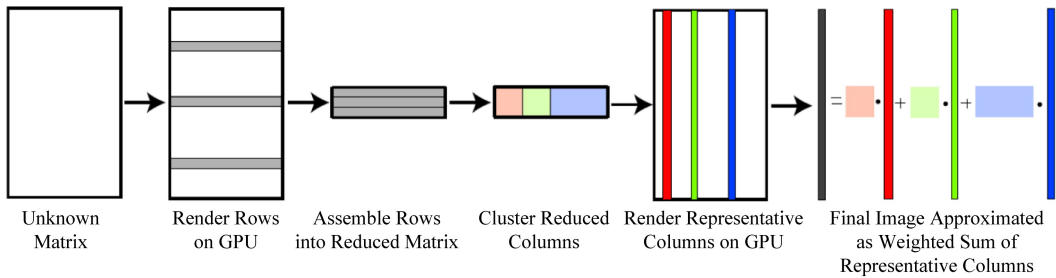 = • + • + •
Unknown
Matrix
Render Rows
on GPU
Assemble Rows
into Reduced Matrix
Cluster Reduced
Columns
Render Representative
Columns on GPU
Final Image Approximated
as Weighted Sum of
Representative Columns